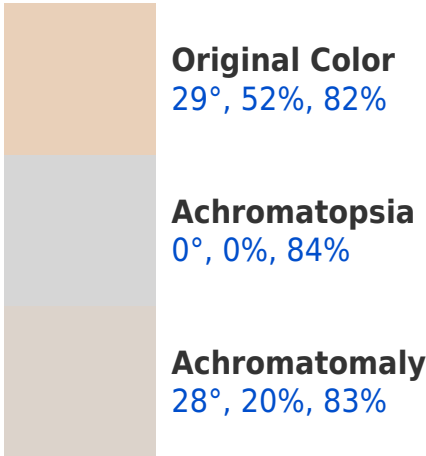 Original Color
29°, 52%, 82%
Achromatopsia
0°, 0%, 84%
Achromatomaly
28°, 20%, 83%